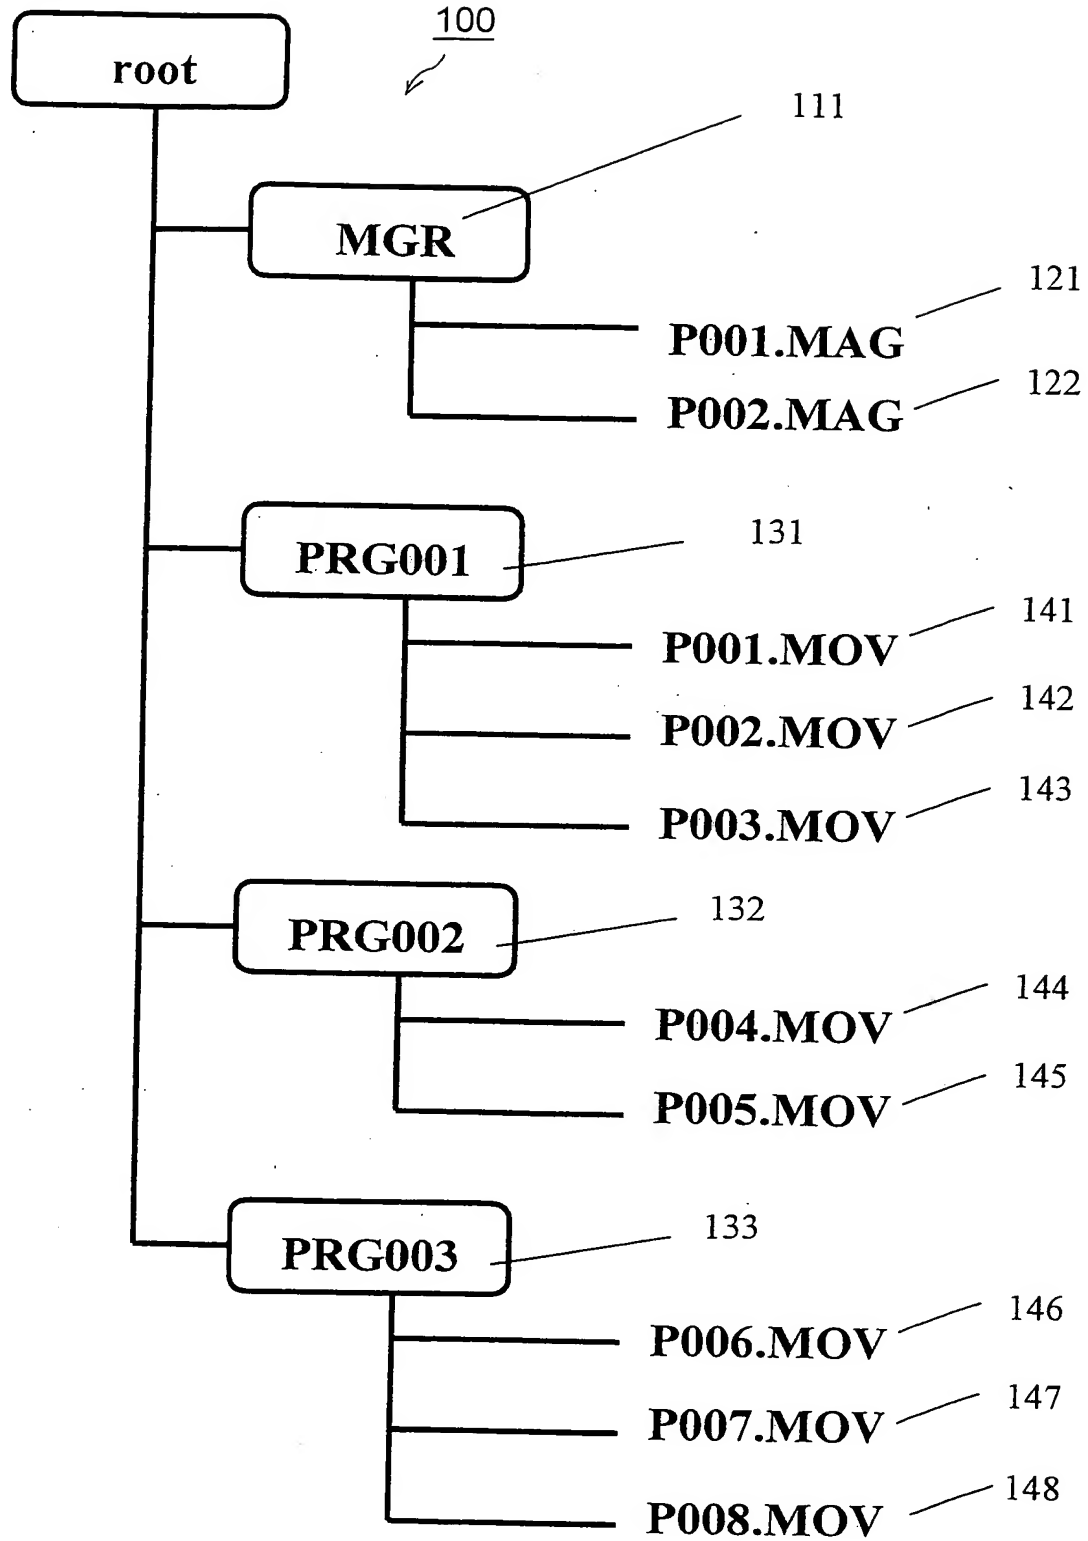 100
root
111
MGR
121
P001.MAG
122
P002.MAG
131
PRG001
141
P001.MOV
142
P002.MOV
143
P003.MOV
132
PRG002
144
P004.MOV
145
P005.MOV
133
PRG003
146
P006.MOV
147
P007.MOV
148
P008.MOV